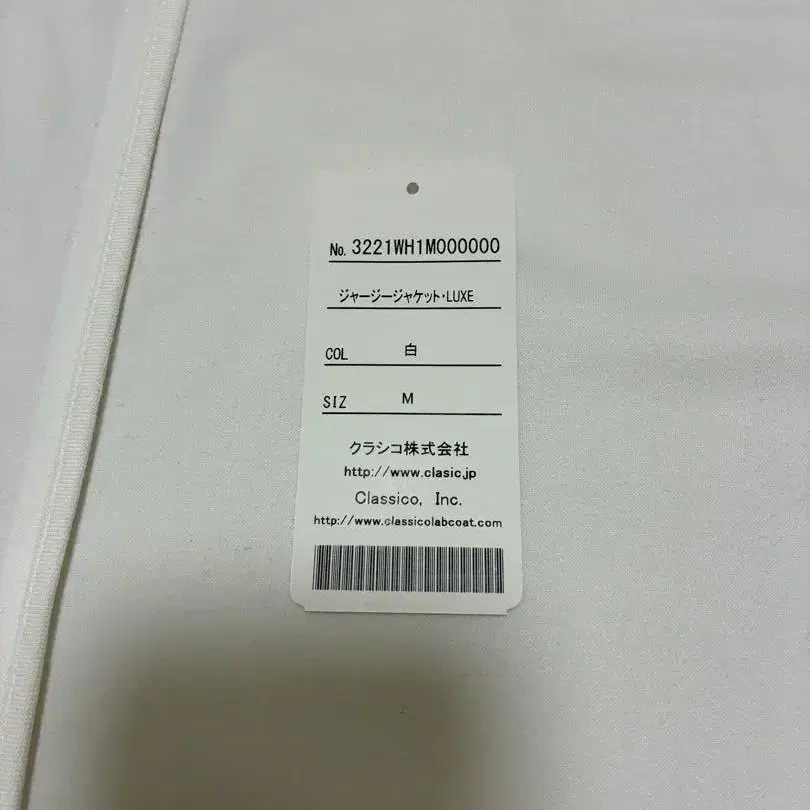 No. 3221WH1M000000
ジャージージャケット・LUXE
COL 白
SIZ M
クラシコ株式会社
http://www.clasic.jp
Classico, Inc.
http://www.classicolabcoat.com